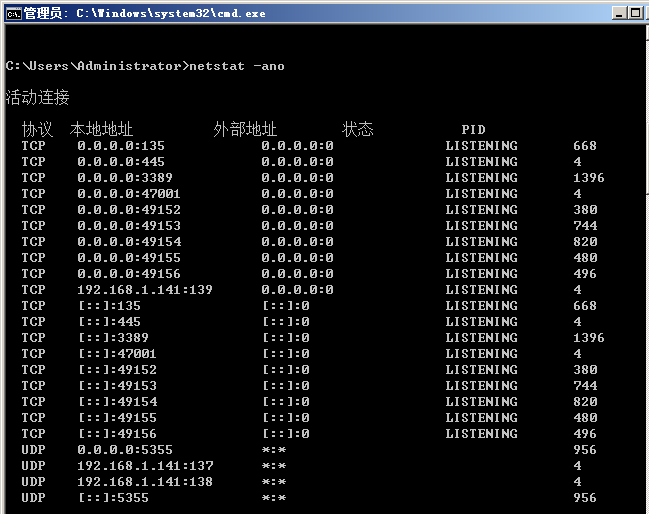 管理员: C:\Windows\system32\cmd.exe
C:\Users\Administrator>netstat -ano
活动连接
协议 本地地址 外部地址 状态 PID
TCP 0.0.0.0:135 0.0.0.0:0 LISTENING 668
TCP 0.0.0.0:445 0.0.0.0:0 LISTENING 4
TCP 0.0.0.0:3389 0.0.0.0:0 LISTENING 1396
TCP 0.0.0.0:47001 0.0.0.0:0 LISTENING 4
TCP 0.0.0.0:49152 0.0.0.0:0 LISTENING 380
TCP 0.0.0.0:49153 0.0.0.0:0 LISTENING 744
TCP 0.0.0.0:49154 0.0.0.0:0 LISTENING 820
TCP 0.0.0.0:49155 0.0.0.0:0 LISTENING 480
TCP 0.0.0.0:49156 0.0.0.0:0 LISTENING 496
TCP 192.168.1.141:139 0.0.0.0:0 LISTENING 4
TCP [::]:135 [::]:0 LISTENING 668
TCP [::]:445 [::]:0 LISTENING 4
TCP [::]:3389 [::]:0 LISTENING 1396
TCP [::]:47001 [::]:0 LISTENING 4
TCP [::]:49152 [::]:0 LISTENING 380
TCP [::]:49153 [::]:0 LISTENING 744
TCP [::]:49154 [::]:0 LISTENING 820
TCP [::]:49155 [::]:0 LISTENING 480
TCP [::]:49156 [::]:0 LISTENING 496
UDP 0.0.0.0:5355 *:* 956
UDP 192.168.1.141:137 *:* 4
UDP 192.168.1.141:138 *:* 4
UDP [::]:5355 *:* 956